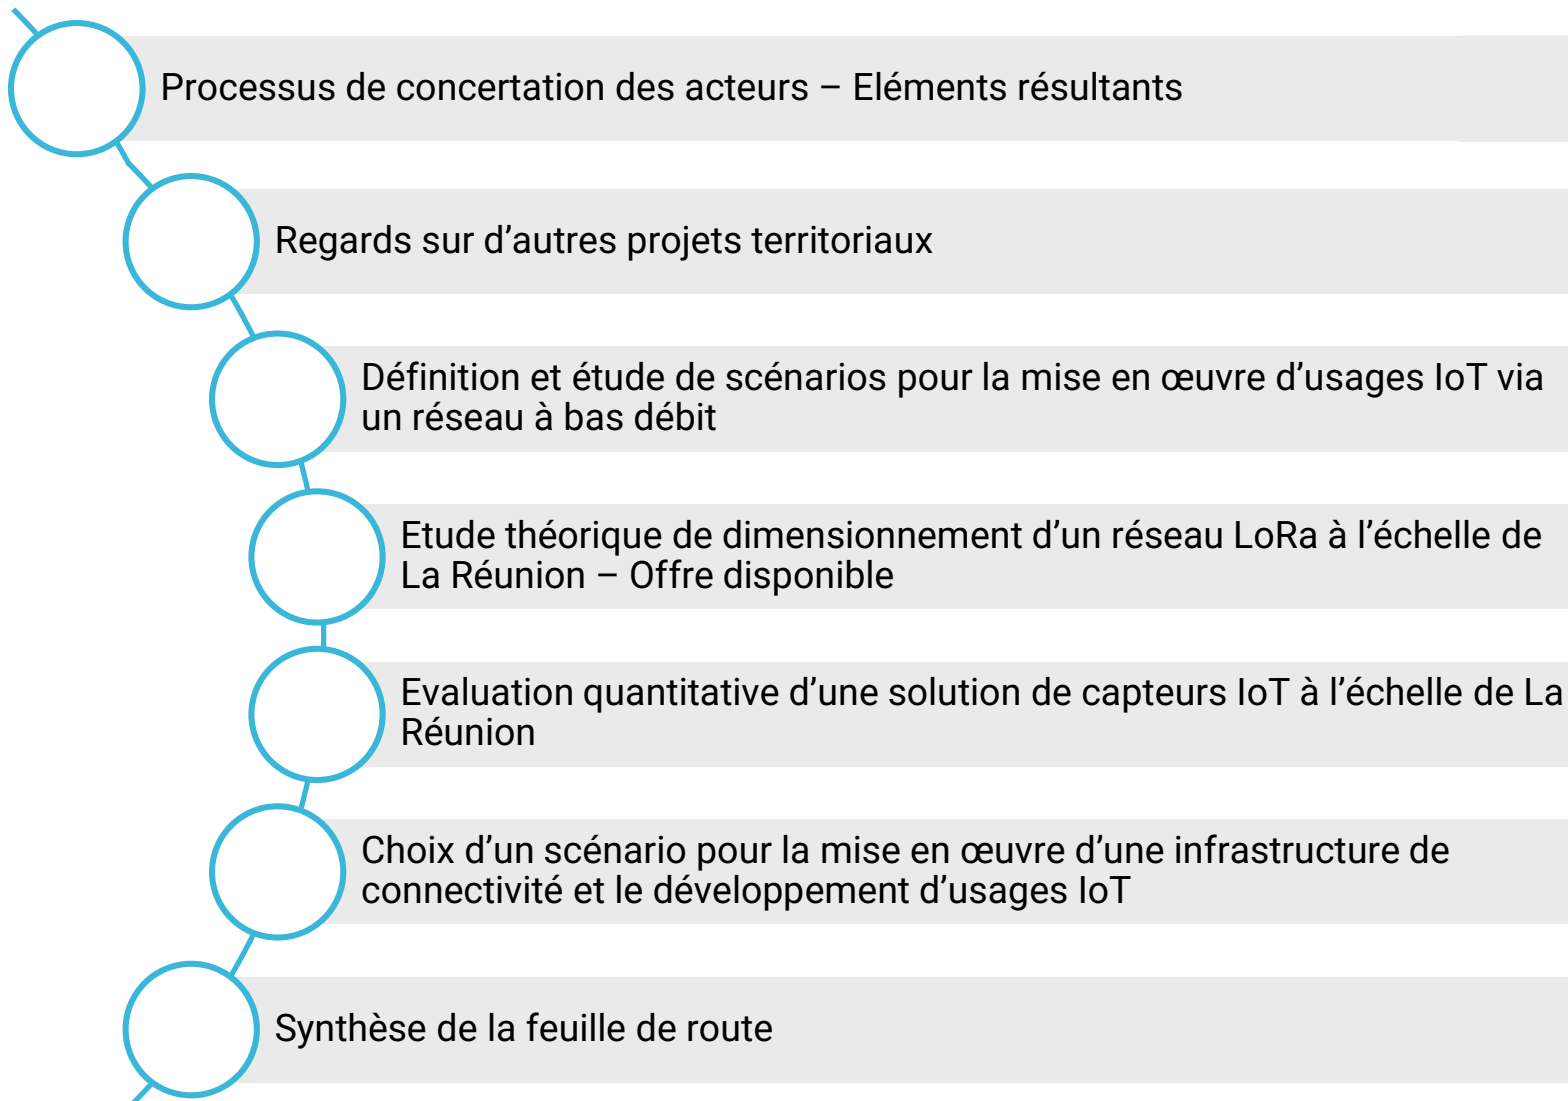 Processus de concertation des acteurs – Eléments résultants
Regards sur d’autres projets territoriaux
Définition et étude de scénarios pour la mise en œuvre d’usages IoT via
un réseau à bas débit
Etude théorique de dimensionnement d’un réseau LoRa à l’échelle de
La Réunion – Offre disponible
Evaluation quantitative d’une solution de capteurs IoT à l’échelle de La
Réunion
Choix d’un scénario pour la mise en œuvre d’une infrastructure de
connectivité et le développement d’usages IoT
Synthèse de la feuille de route